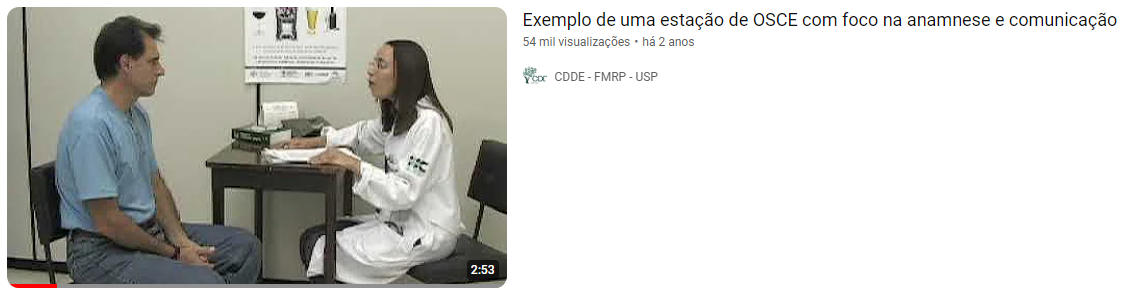 Exemplo de uma estação de OSCE com foco na anamnese e comunicação
54 mil visualizações • há 2 anos
CDDE - FMRP - USP
2:53